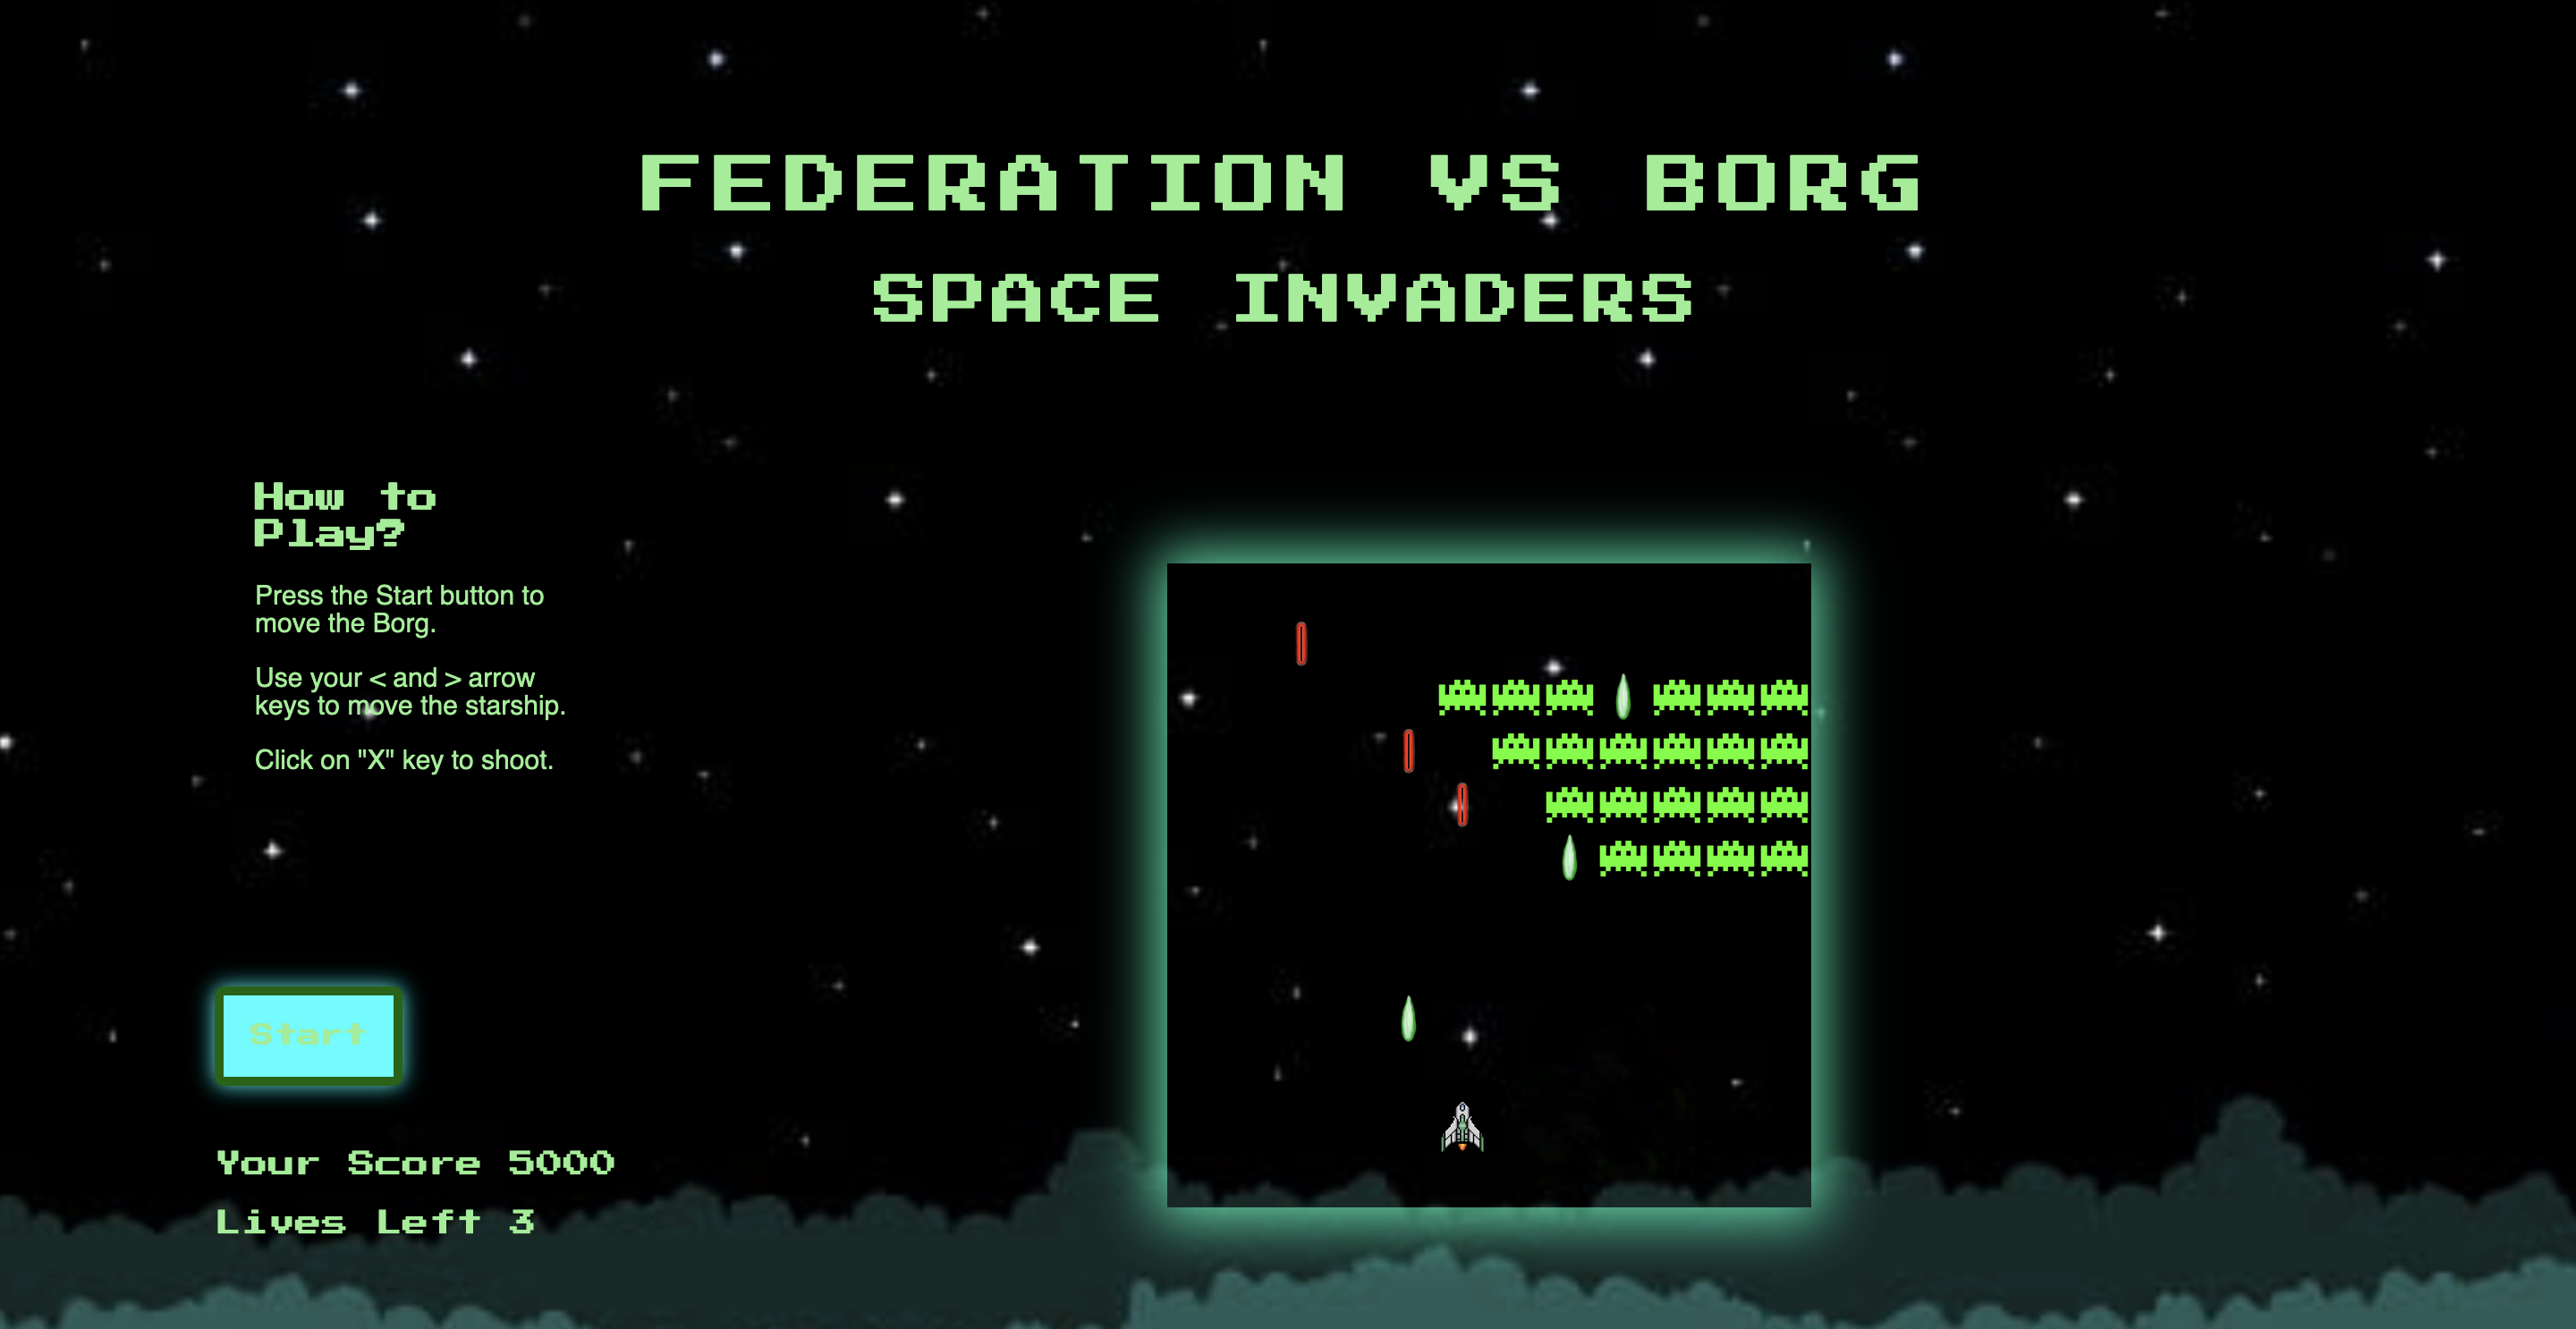 FEDERATION VS BORG
SPACE INVADERS
How to
Play?
Press the Start button to
move the Borg.
Use your < and > arrow
keys to move the starship.
Click on "X" key to shoot.
Start
Your Score 5000
Lives Left 3